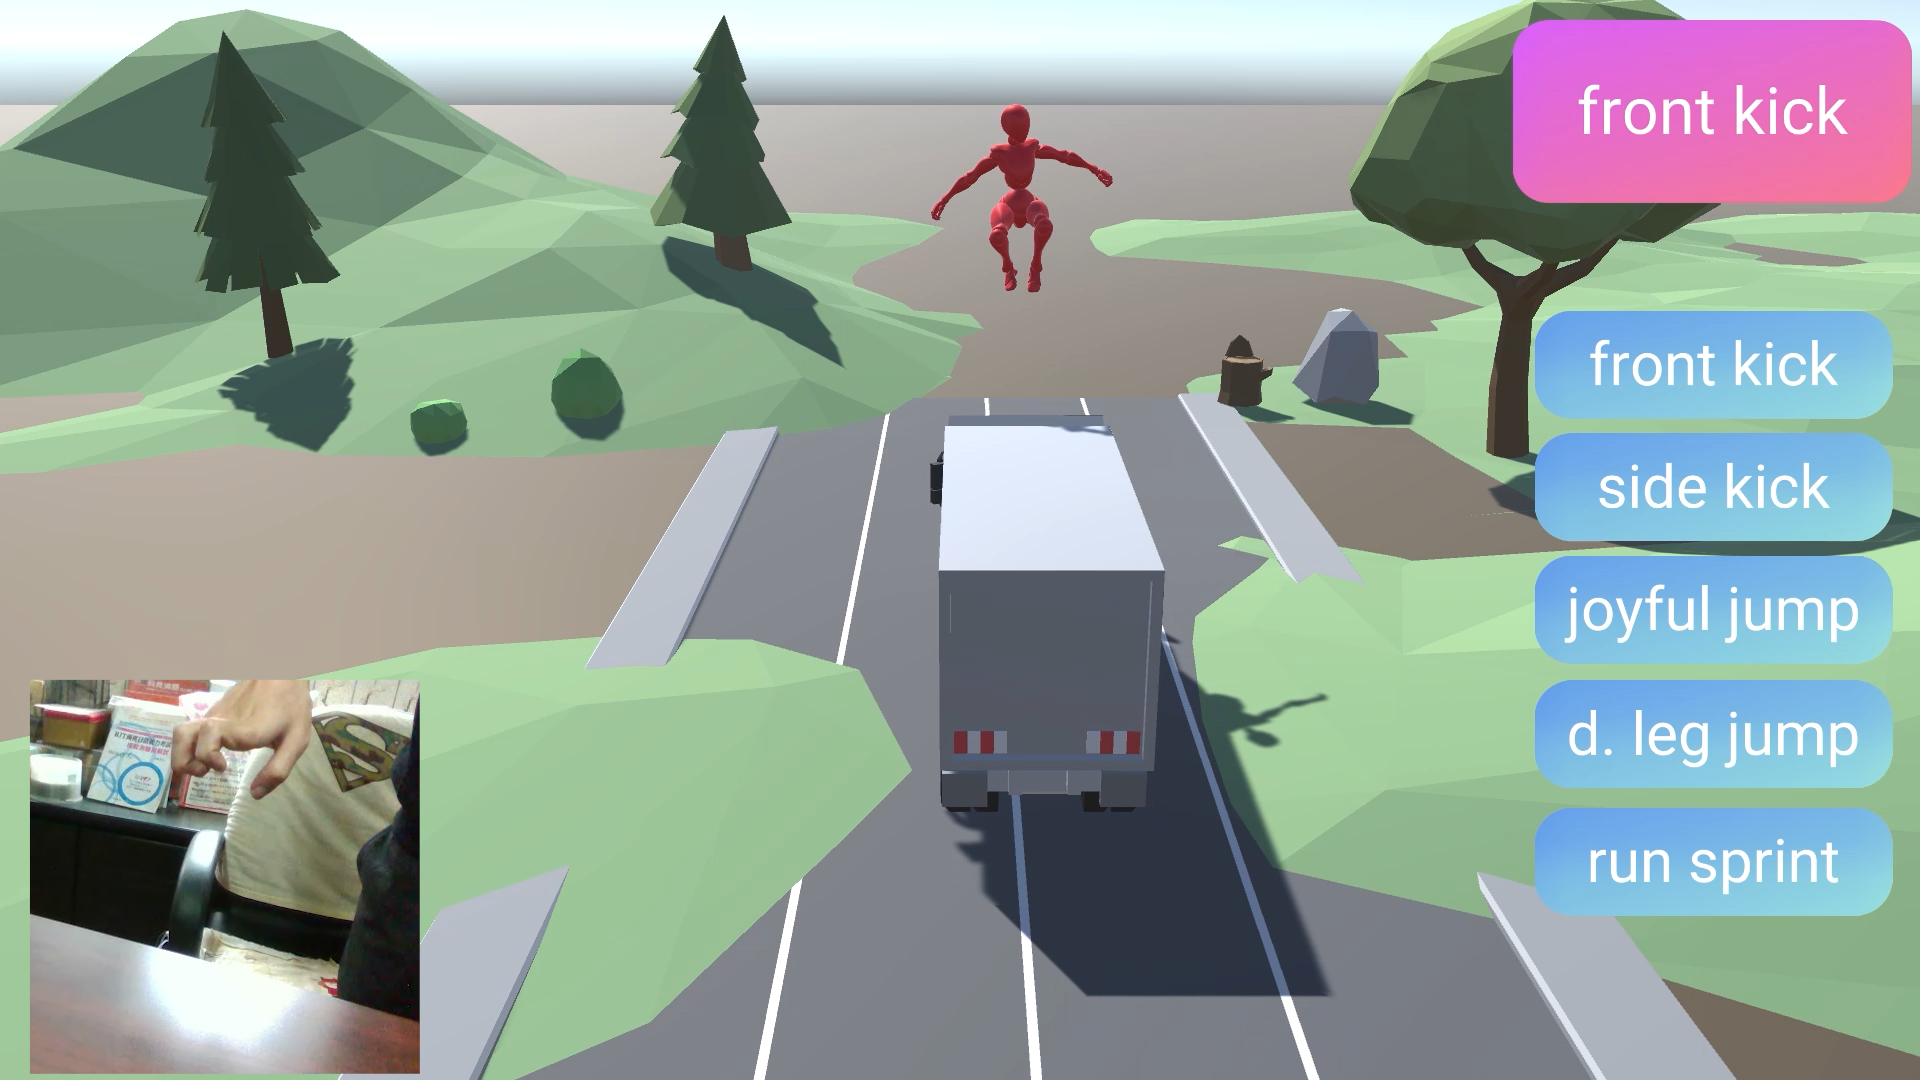 front kick
front kick
side kick
joyful jump
d. leg jump
run sprint